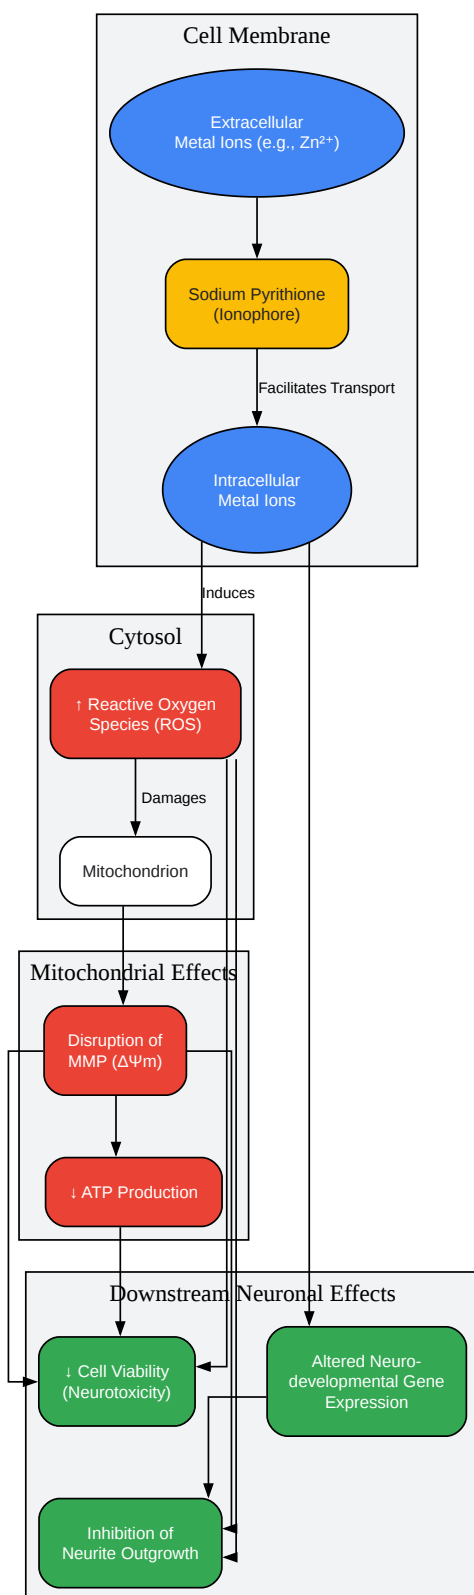 Cell Membrane
Extracellular
Metal Ions (e.g., Zn²⁺)
Sodium Pyrithione
(Ionophore)
Facilitates Transport
Intracellular
Metal Ions
Induces
Cytosol
↑ Reactive Oxygen
Species (ROS)
Damages
Mitochondrion
Mitochondrial Effects
Disruption of
MMP (ΔΨm)
↓ ATP Production
Downstream Neuronal Effects
↓ Cell Viability
(Neurotoxicity)
Altered Neuro-
developmental Gene
Expression
Inhibition of
Neurite Outgrowth